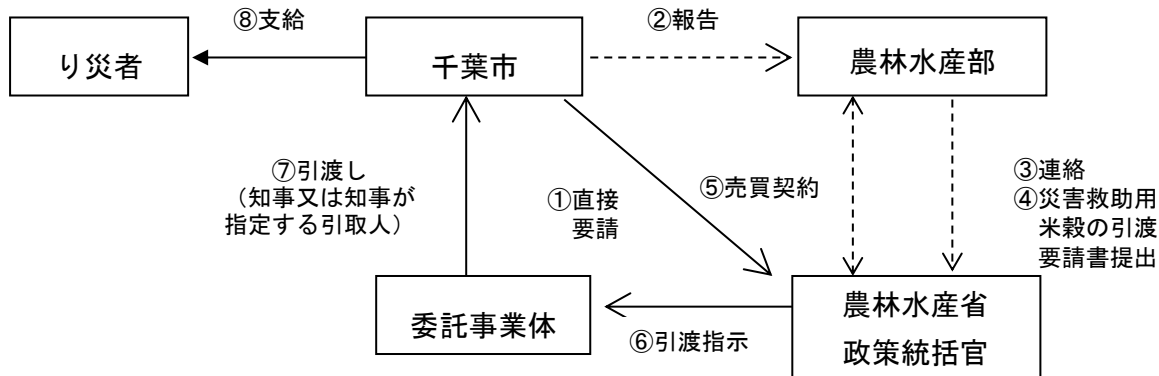 ⑧支給
②報告
り災者
千葉市
農林水産部
⑦引渡し
（知事又は知事が
指定する引取人）
①直接
要請
⑤売買契約
③連絡
④災害救助用
米穀の引渡
要請書提出
委託事業体
⑥引渡指示
農林水産省
政策統括官